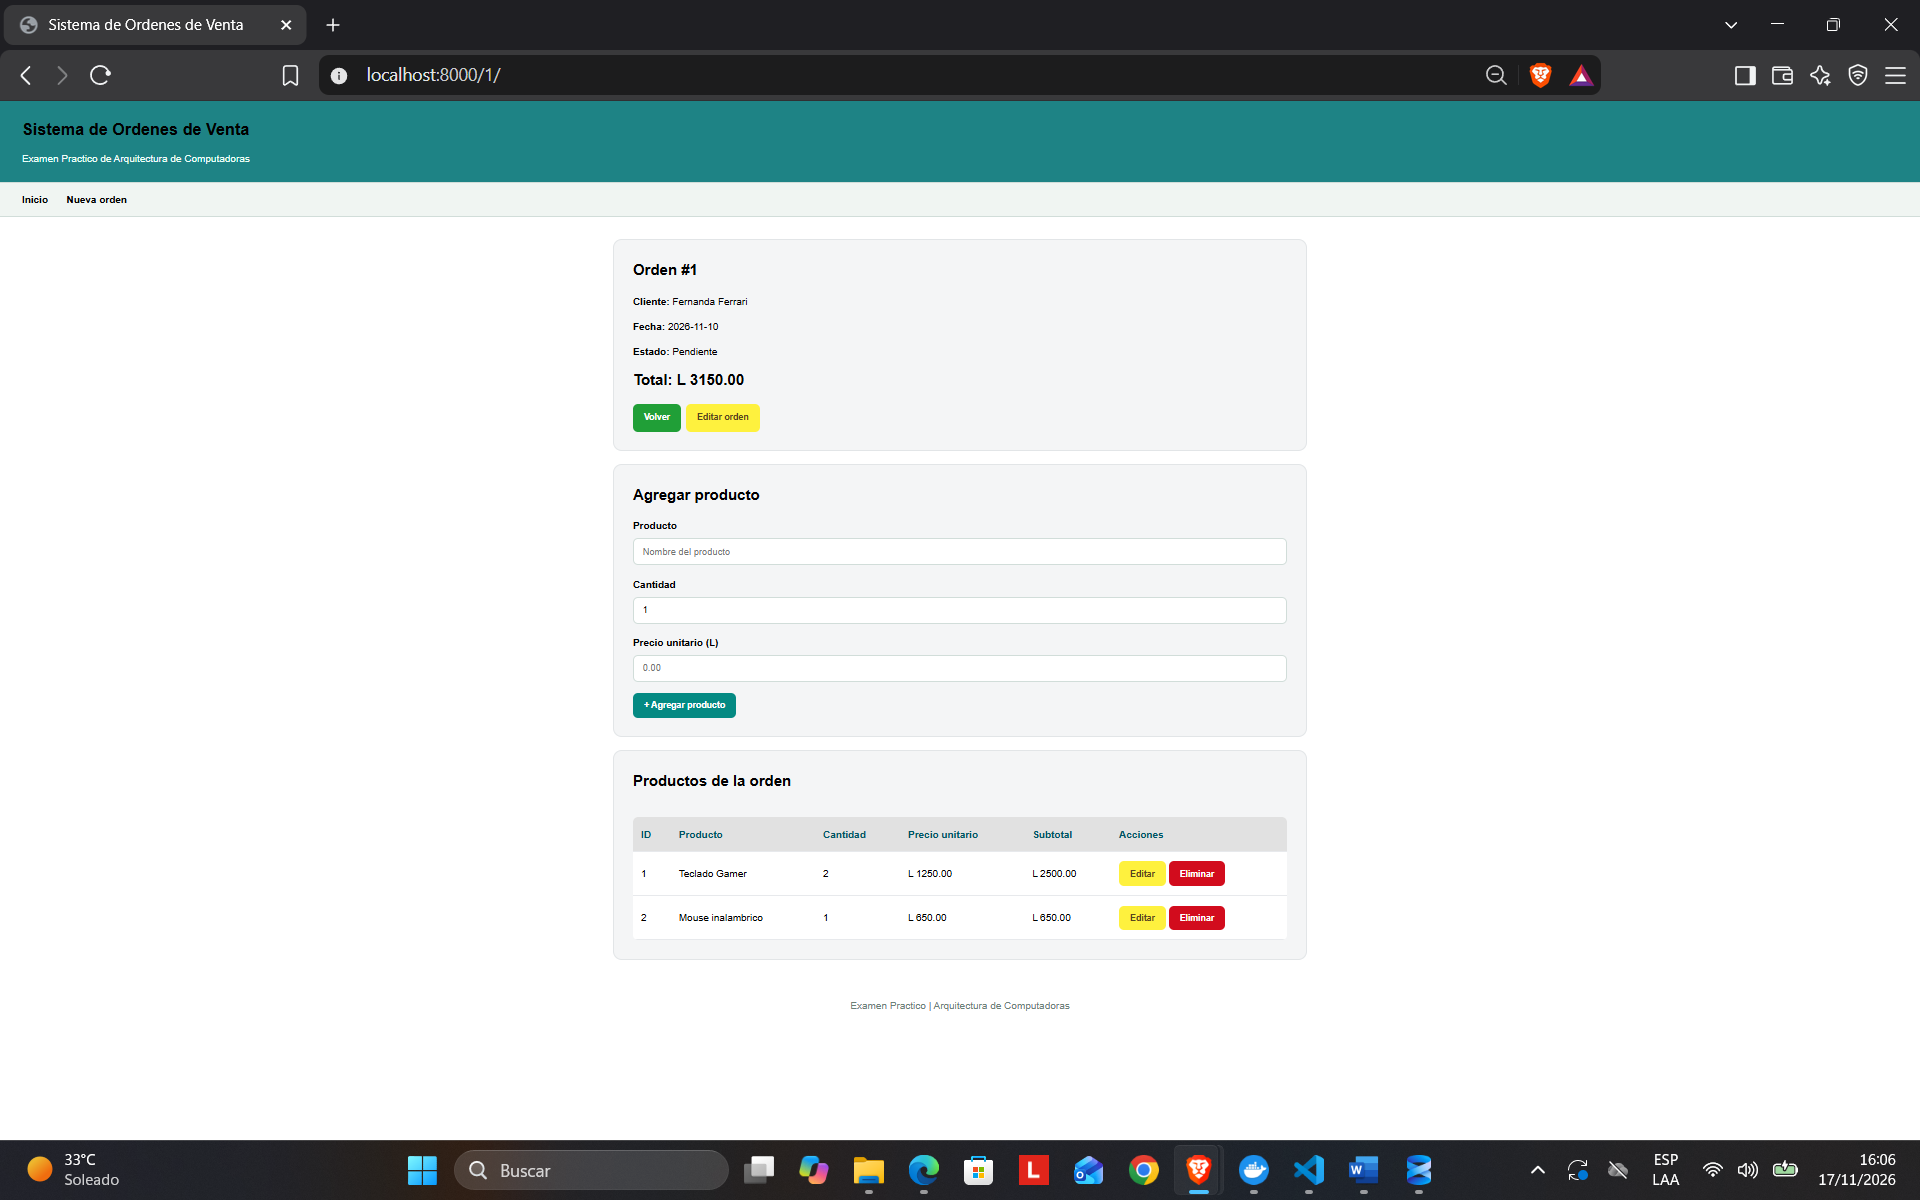 Sistema de Ordenes de Venta
localhost:8000/1/
Sistema de Ordenes de Venta
Examen Practico de Arquitectura de Computadoras
Inicio Nueva orden
Orden #1
Cliente: Fernanda Ferrari
Fecha: 2026-11-10
Estado: Pendiente
Total: L 3150.00
Volver Editar orden
Agregar producto
Producto
Nombre del producto
Cantidad
1
Precio unitario (L)
0.00
+ Agregar producto
Productos de la orden
ID Producto Cantidad Precio unitario Subtotal Acciones
1 Teclado Gamer 2 L 1250.00 L 2500.00 Editar Eliminar
2 Mouse inalambrico 1 L 650.00 L 650.00 Editar Eliminar
Examen Practico | Arquitectura de Computadoras
33°C
Soleado
Buscar
ESP
LAA
16:06
17/11/2026